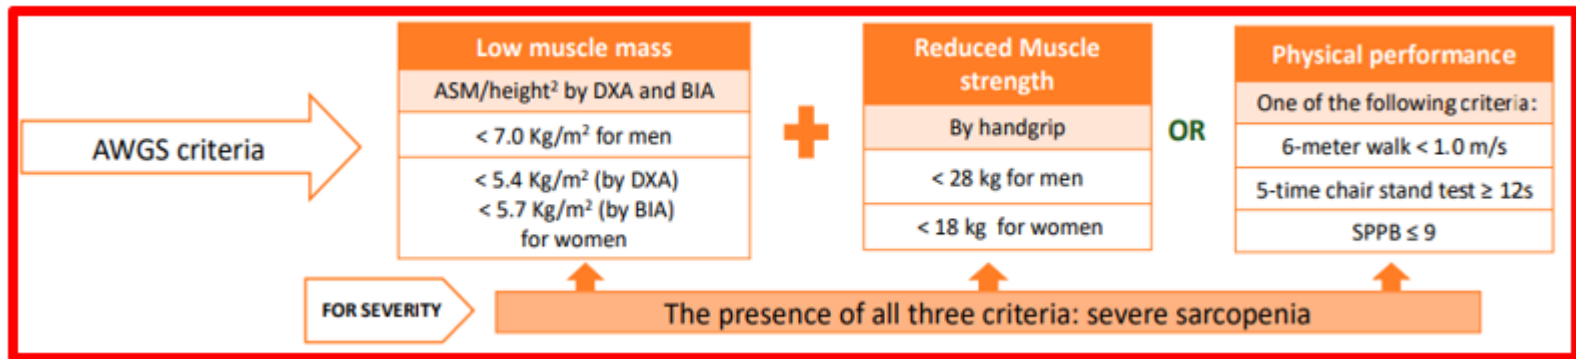 AWGS criteria
Low muscle mass
ASM/height² by DXA and BIA
< 7.0 Kg/m² for men
< 5.4 Kg/m² (by DXA)
< 5.7 Kg/m² (by BIA)
for women
Reduced Muscle
strength
By handgrip
< 28 kg for men
< 18 kg for women
OR
Physical performance
One of the following criteria:
6-meter walk < 1.0 m/s
5-time chair stand test ≥ 12s
SPPB ≤ 9
FOR SEVERITY
The presence of all three criteria: severe sarcopenia